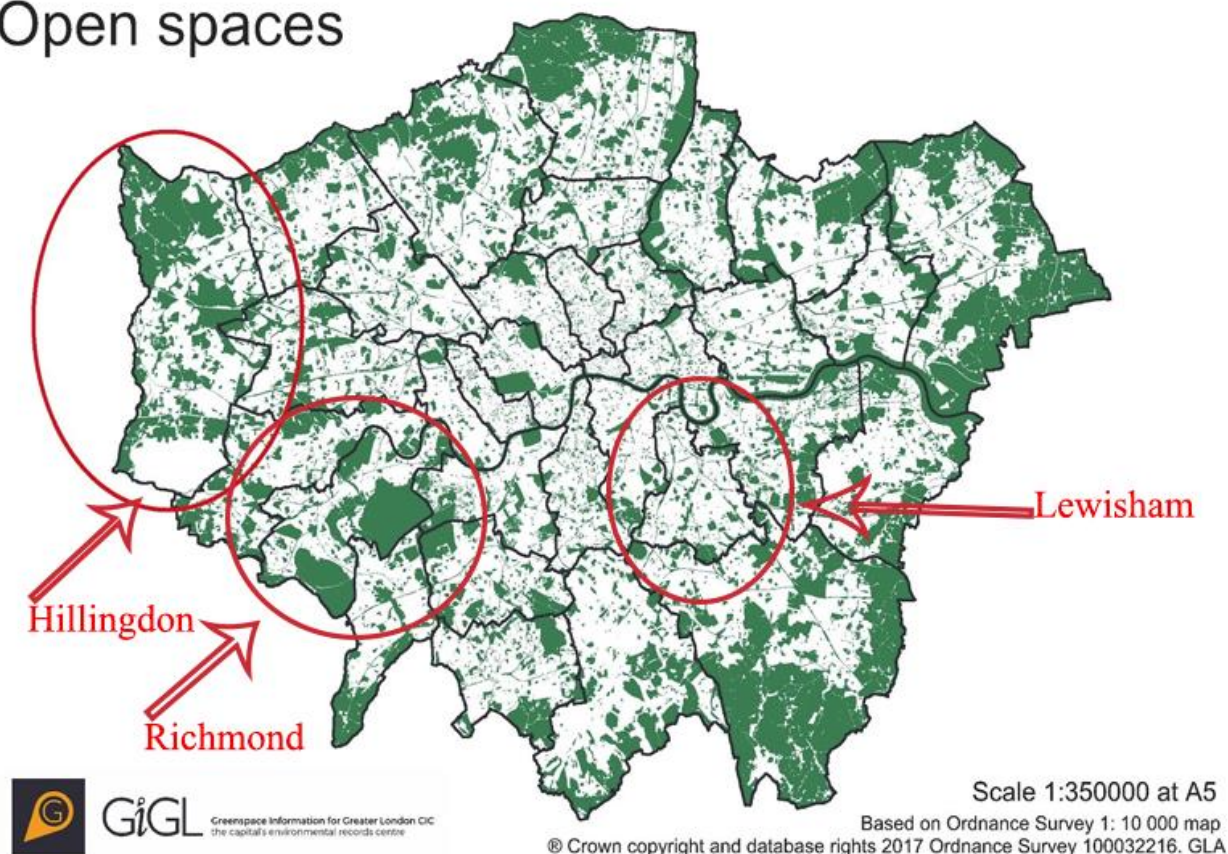 Open spaces
Lewisham
Hillingdon
Richmond
G
GiGL
Greenspace Information for Greater London CIC
the capital's environmental records centre
Scale 1:350000 at A5
Based on Ordnance Survey 1: 10 000 map
® Crown copyright and database rights 2017 Ordnance Survey 100032216. GLA